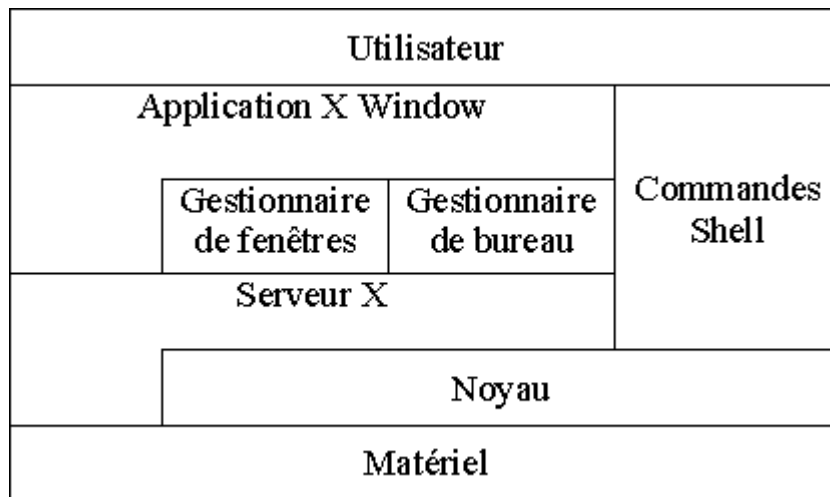 Utilisateur
Application X Window
Gestionnaire
de fenêtres
Gestionnaire
de bureau
Commandes
Shell
Serveur X
Noyau
Matériel